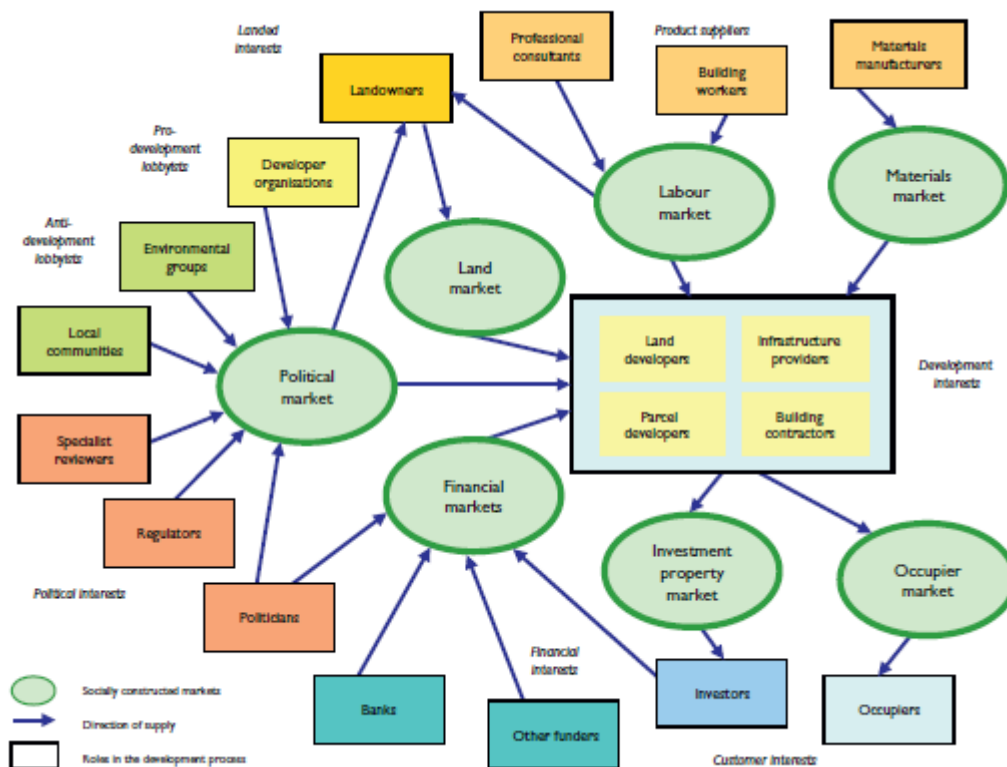 Landed
interests
Professional
consultants
Product suppliers
Materials
manufacturers
Building
workers
Landowners
Pro-
development
lobbyists
Developer
organisations
Labour
market
Materials
market
Anti-
development
lobbyists
Environmental
groups
Land
market
Local
communities
Land
developers
Infrastructure
providers
Development
interests
Political
market
Parcel
developers
Building
contractors
Specialist
reviewers
Financial
markets
Regulators
Investment
property
market
Occupier
market
Political interests
Politicians
Financial
interests
Socially constructed markets
Direction of supply
Roles in the development process
Banks
Other funders
Investors
Occupiers
Customer interests